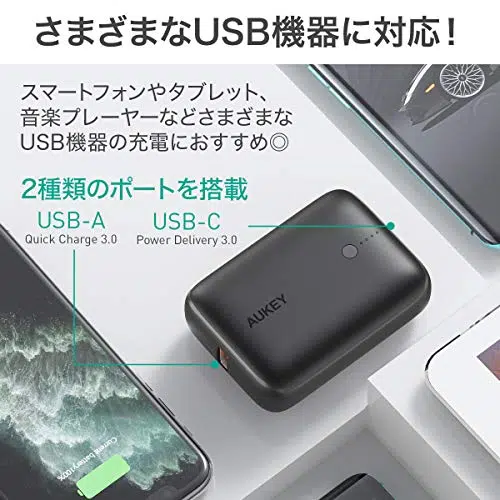 さまざまなUSB機器に対応！
スマートフォンやタブレット、
音楽プレーヤーなどさまざまな
USB機器の充電におすすめ◎
2種類のポートを搭載
USB-A USB-C
Quick Charge 3.0 Power Delivery 3.0
AUKEY
Current battery100%